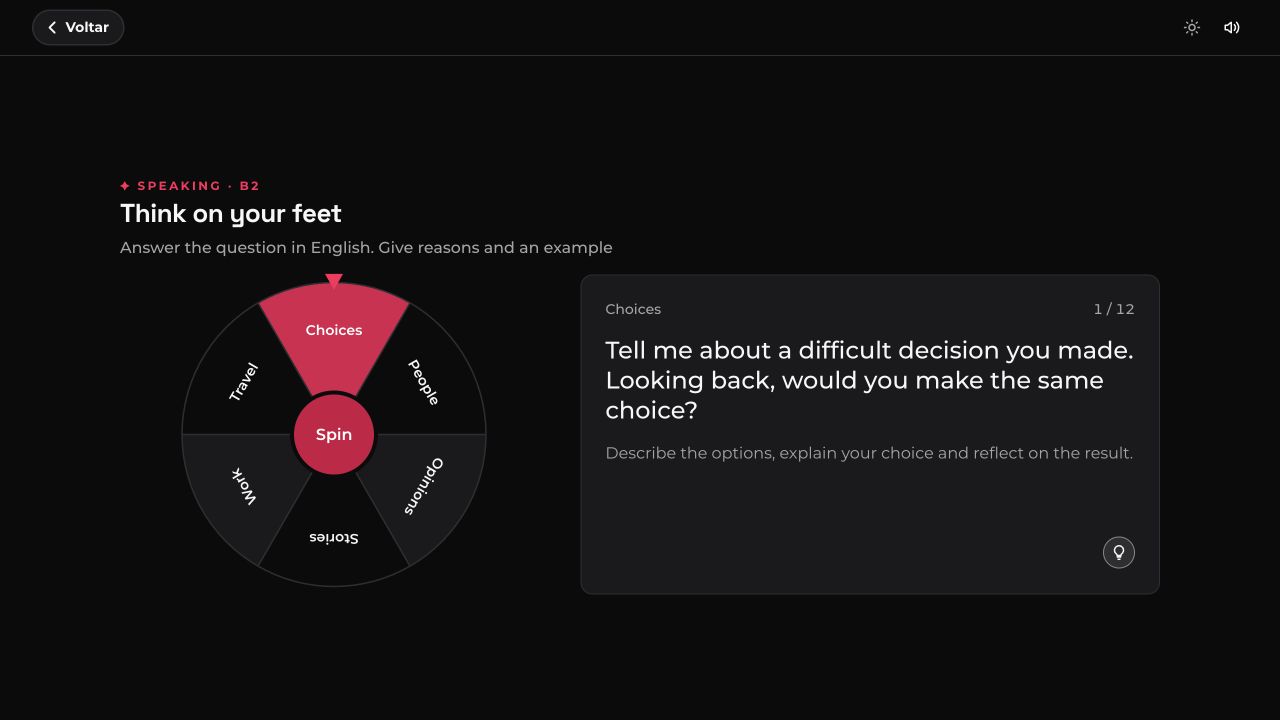 Voltar
SPEAKING · B2
Think on your feet
Answer the question in English. Give reasons and an example
Choices
People
Opinions
Stories
Work
Travel
Spin
Choices
1 / 12
Tell me about a difficult decision you made.
Looking back, would you make the same
choice?
Describe the options, explain your choice and reflect on the result.